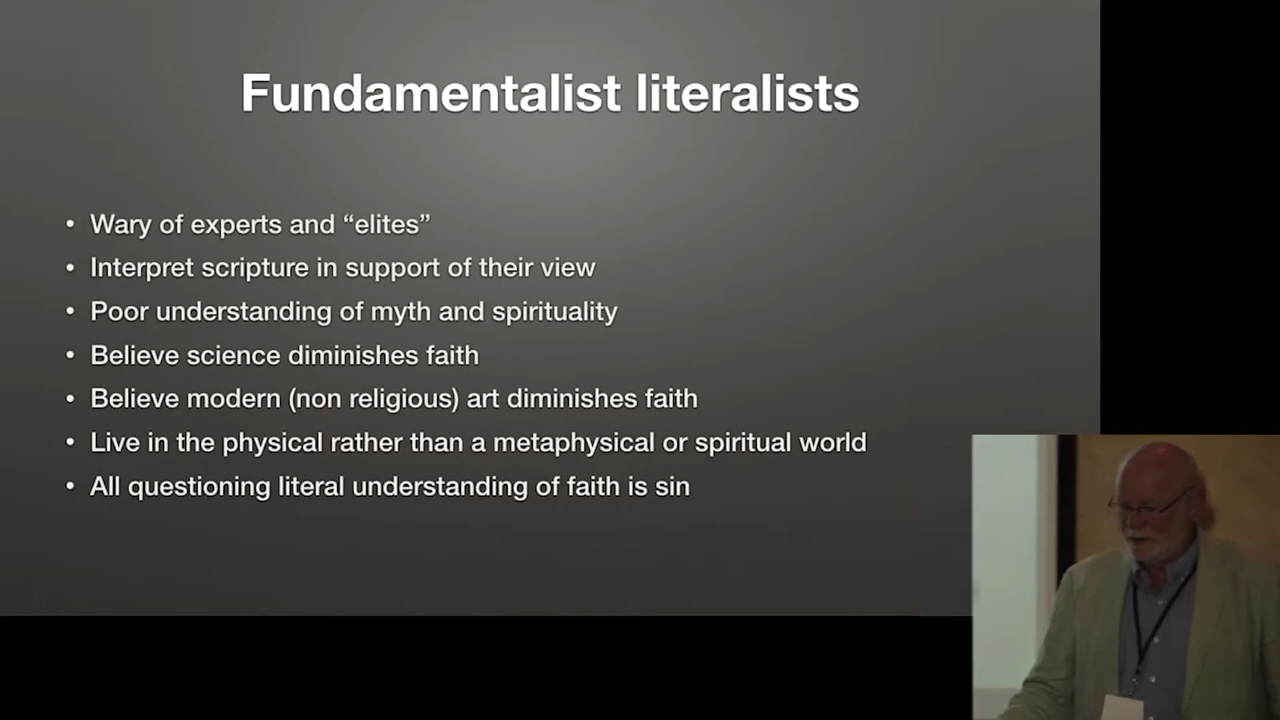 Fundamentalist literalists
• Wary of experts and “elites”
• Interpret scripture in support of their view
• Poor understanding of myth and spirituality
• Believe science diminishes faith
• Believe modern (non religious) art diminishes faith
• Live in the physical rather than a metaphysical or spiritual world
• All questioning literal understanding of faith is sin